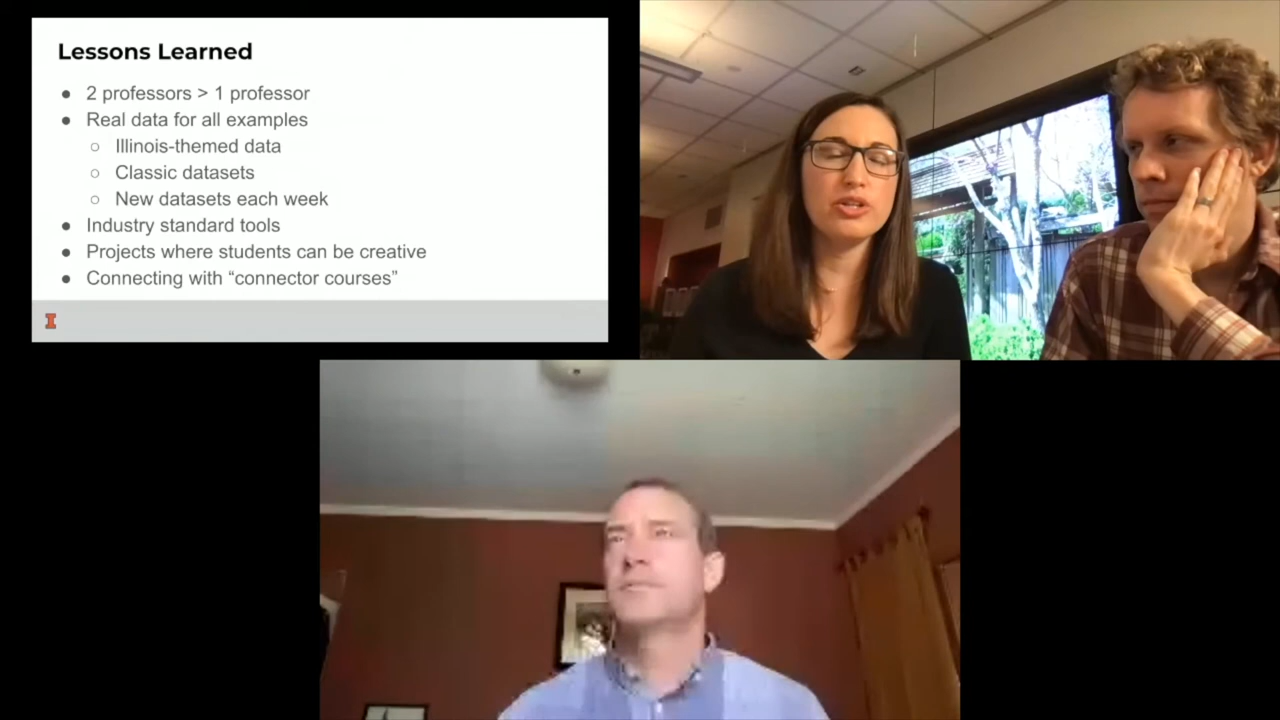 Lessons Learned
● 2 professors > 1 professor
● Real data for all examples
○ Illinois-themed data
○ Classic datasets
○ New datasets each week
● Industry standard tools
● Projects where students can be creative
● Connecting with “connector courses”
I